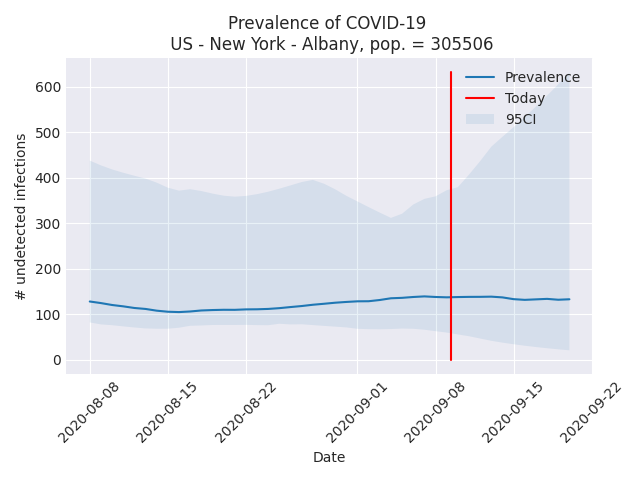 Prevalence of COVID-19
US - New York - Albany, pop. = 305506
Prevalence
Today
95CI
600
500
400
300
200
100
0
# undetected infections
2020-08-08
2020-08-15
2020-08-22
2020-09-01
2020-09-08
2020-09-15
2020-09-22
Date